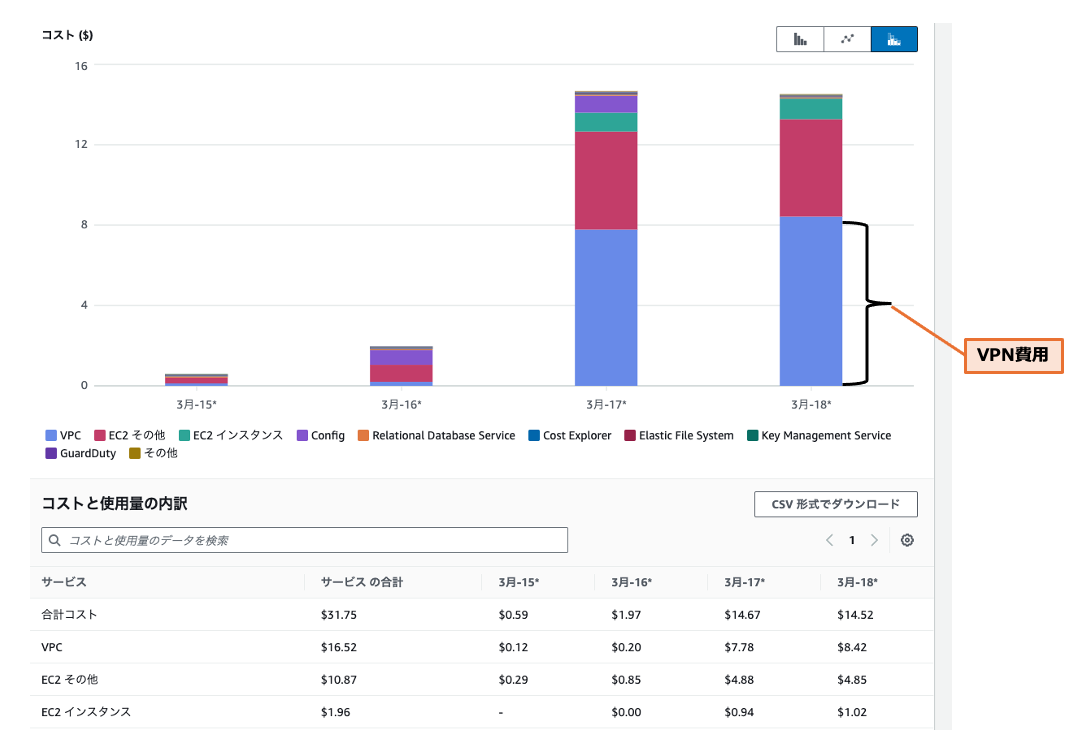 コスト ($)
16
12
8
4
0
3月-15* 3月-16* 3月-17* 3月-18*
VPN費用
VPC EC2 その他 EC2 インスタンス Config Relational Database Service Cost Explorer Elastic File System Key Management Service
GuardDuty その他
コストと使用量の内訳 CSV 形式でダウンロード
コストと使用量のデータを検索 1
サービス サービス の合計 3月-15* 3月-16* 3月-17* 3月-18*
合計コスト $31.75 $0.59 $1.97 $14.67 $14.52
VPC $16.52 $0.12 $0.20 $7.78 $8.42
EC2 その他 $10.87 $0.29 $0.85 $4.88 $4.85
EC2 インスタンス $1.96 - $0.00 $0.94 $1.02